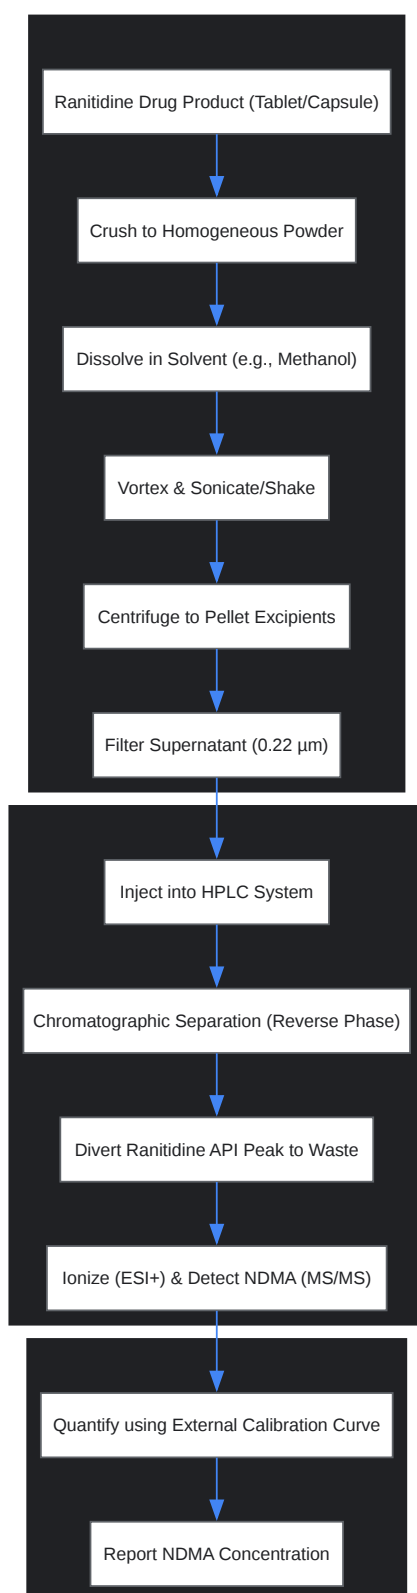 Ranitidine Drug Product (Tablet/Capsule)
Crush to Homogeneous Powder
Dissolve in Solvent (e.g., Methanol)
Vortex & Sonicate/Shake
Centrifuge to Pellet Excipients
Filter Supernatant (0.22 µm)
Inject into HPLC System
Chromatographic Separation (Reverse Phase)
Divert Ranitidine API Peak to Waste
Ionize (ESI+) & Detect NDMA (MS/MS)
Quantify using External Calibration Curve
Report NDMA Concentration